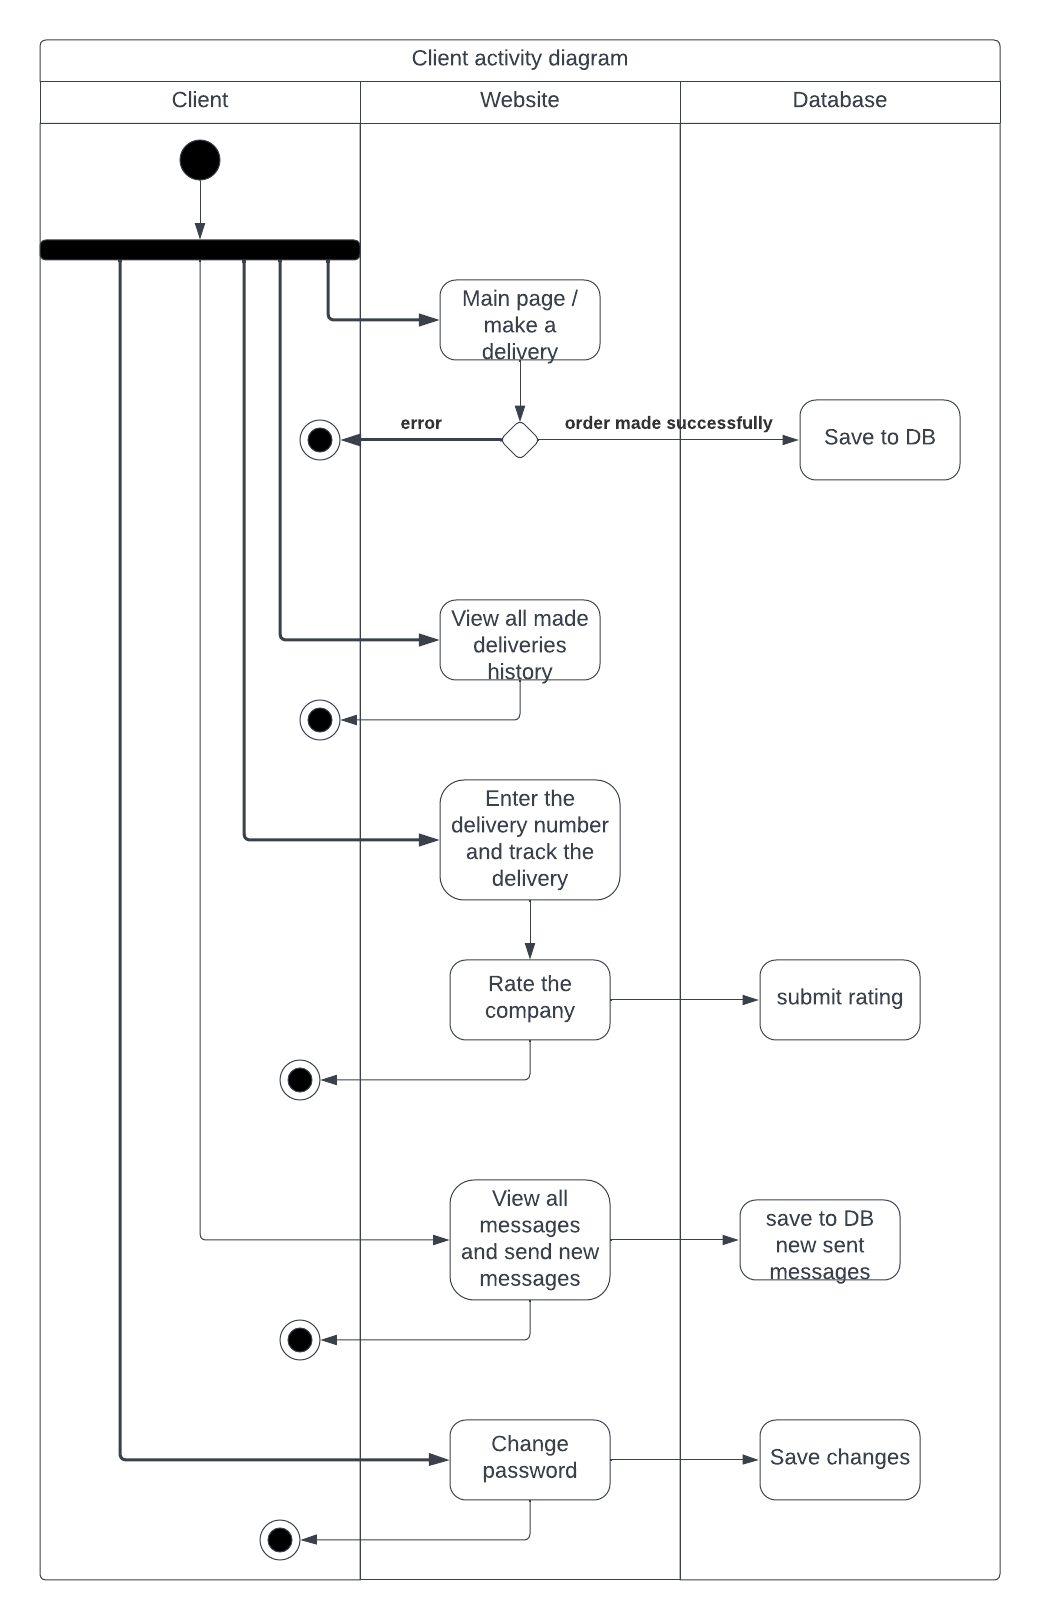 Client activity diagram
Client
Website
Database
Main page /
make a
delivery
error
order made successfully
Save to DB
View all made
deliveries
history
Enter the
delivery number
and track the
delivery
Rate the
company
submit rating
View all
messages
and send new
messages
save to DB
new sent
messages
Change
password
Save changes